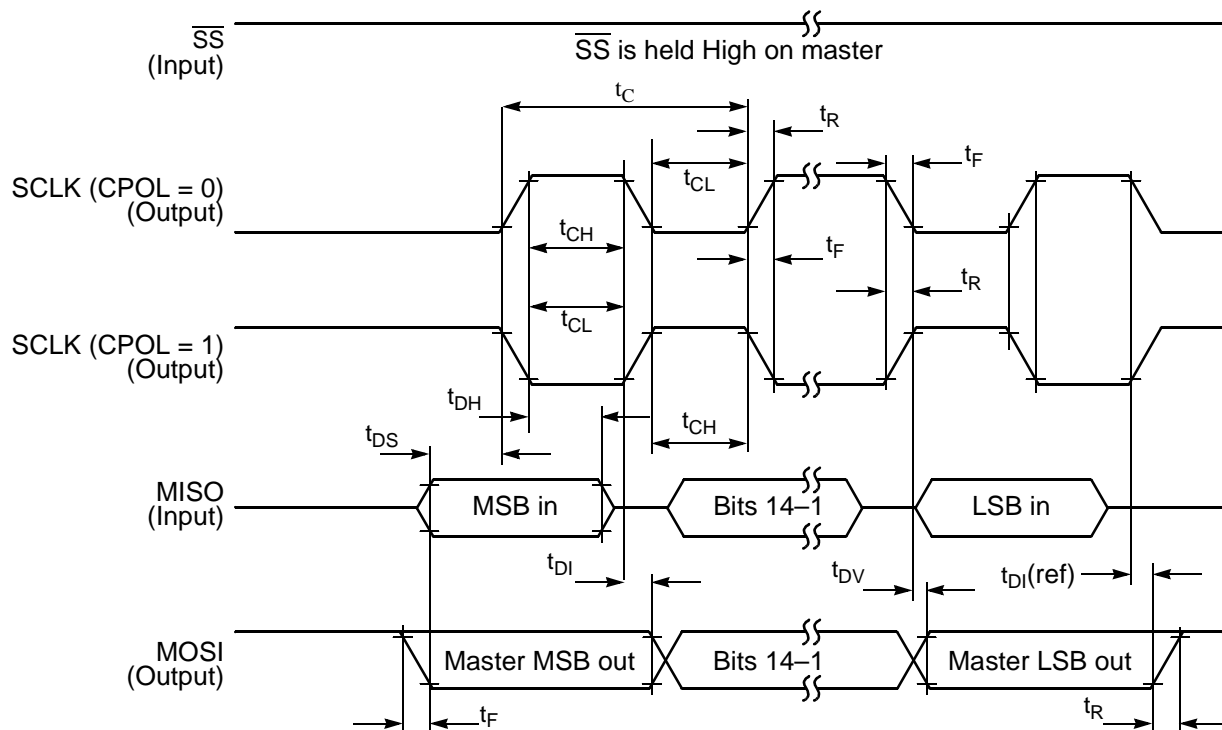 SS
(Input)
SS is held High on master
tC
tR
tF
SCLK (CPOL = 0)
(Output)
tCL
tCH
tF
tR
SCLK (CPOL = 1)
(Output)
tCL
tDH
tCH
tDS
MISO
(Input)
MSB in
Bits 14–1
LSB in
tDI
tDV
tDI(ref)
MOSI
(Output)
Master MSB out
Bits 14–1
Master LSB out
tF
tR